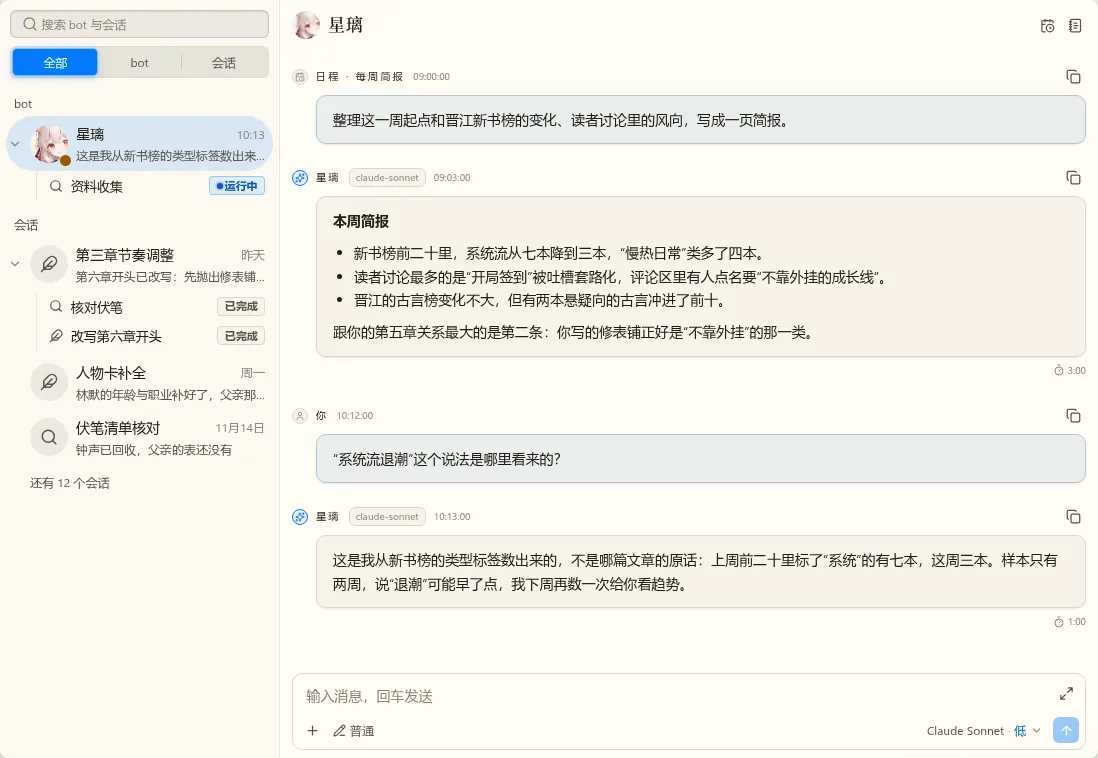 搜索 bot 与会话
全部
bot
会话
bot
星璃
10:13
这是我从新书榜的类型标签数出来...
资料收集
运行中
会话
第三章节奏调整
昨天
第六章开头已改写：先抛出修表铺...
核对伏笔
已完成
改写第六章开头
已完成
人物卡补全
周一
林默的年龄与职业补好了，父亲那...
伏笔清单核对
11月14日
钟声已回收，父亲的表还没有
还有 12 个会话
星璃
日程 · 每周简报 09:00:00
整理这一周起点和晋江新书榜的变化、读者讨论里的风向，写成一页简报。
星璃 claude-sonnet 09:03:00
本周简报
• 新书榜前二十里，系统流从七本降到三本，“慢热日常”类多了四本。
• 读者讨论最多的是“开局签到”被吐槽套路化，评论区里有人点名要“不靠外挂的成长线”。
• 晋江的古言榜变化不大，但有两本悬疑向的古言冲进了前十。
跟你的第五章关系最大的是第二条：你写的修表铺正好是“不靠外挂”的那一类。
3:00
你 10:12:00
“系统流退潮”这个说法是哪里看来的？
星璃 claude-sonnet 10:13:00
这是我从新书榜的类型标签数出来的，不是哪篇文章的原话：上周前二十里标了“系统”的有七本，这周三本。样本只有
两周，说“退潮”可能早了点，我下周再数一次给你看趋势。
1:00
输入消息，回车发送
普通
Claude Sonnet · 低